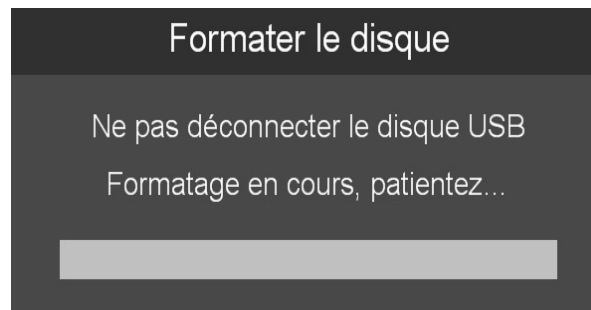 Formater le disque
Ne pas déconnecter le disque USB
Formatage en cours, patientez...